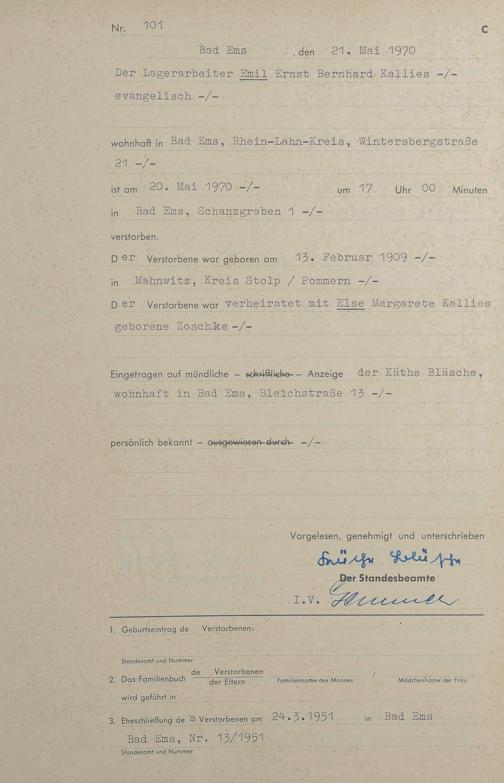 Nr. 101 C
Bad Ems , den 21. Mai 1970
Der Lagerarbeiter Emil Ernst Bernhard Kallies -/-
evangelisch -/-
wohnhaft in Bad Ems, Rhein-Lahn-Kreis, Wintersbergstraße
21 -/-
ist am 20. Mai 1970 -/- um 17 Uhr 00 Minuten
in Bad Ems, Schanzgraben 1 -/-
verstorben.
Der Verstorbene war geboren am 13. Februar 1909 -/-
in Mahnwitz, Kreis Stolp / Pommern -/-
Der Verstorbene war verheiratet mit Else Margarete Kallies
geborene Zoschke -/-
Eingetragen auf mündliche – schriftliche – Anzeige der Käthe Bläsche,
wohnhaft in Bad Ems, Bleichstraße 13 -/-
persönlich bekannt – ausgewiesen durch -/-
Vorgelesen, genehmigt und unterschrieben
Käthe Bläsche
Der Standesbeamte
I.V.
1. Geburtseintrag de Verstorbenen:
Standesamt und Nummer
2. Das Familienbuch de Verstorbenen der Eltern Familienname des Mannes / Mädchenname der Frau
wird geführt in
3. Eheschließung des Verstorbenen am 24.3.1951 in Bad Ems
Bad Ems, Nr. 13/1951
Standesamt und Nummer